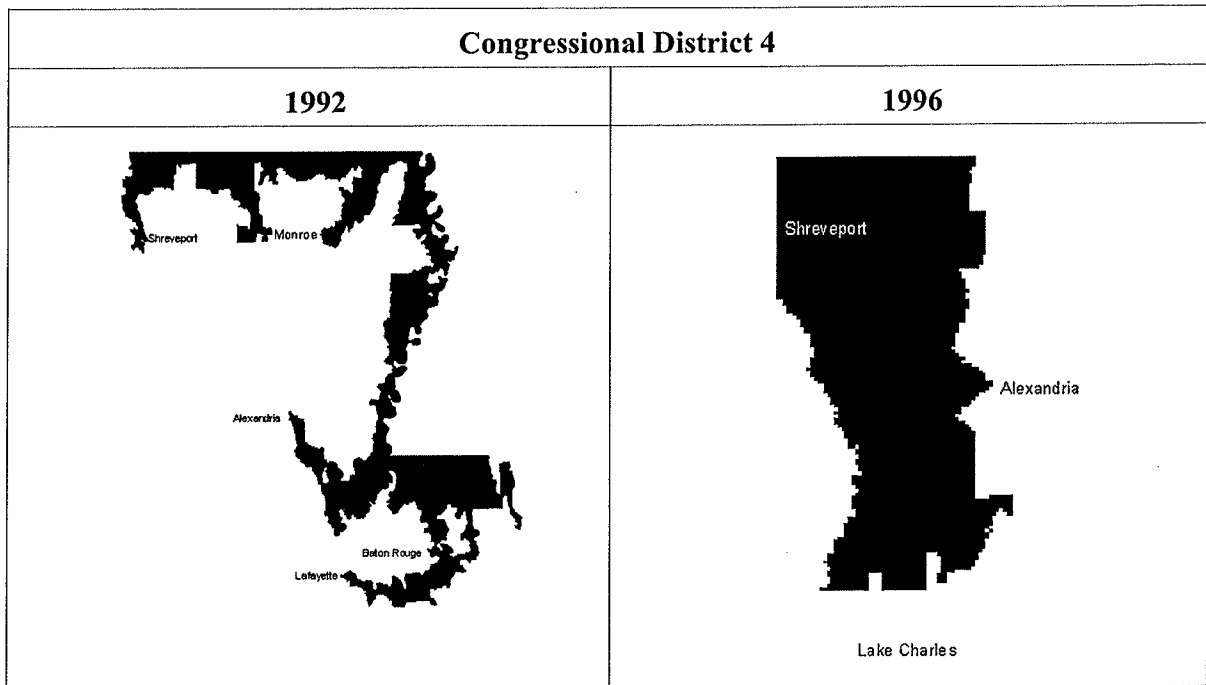 Congressional District 4
1992
1996
Shreveport
Monroe
Alexandria
Baton Rouge
Lafayette
Shreveport
Alexandria
Lake Charles